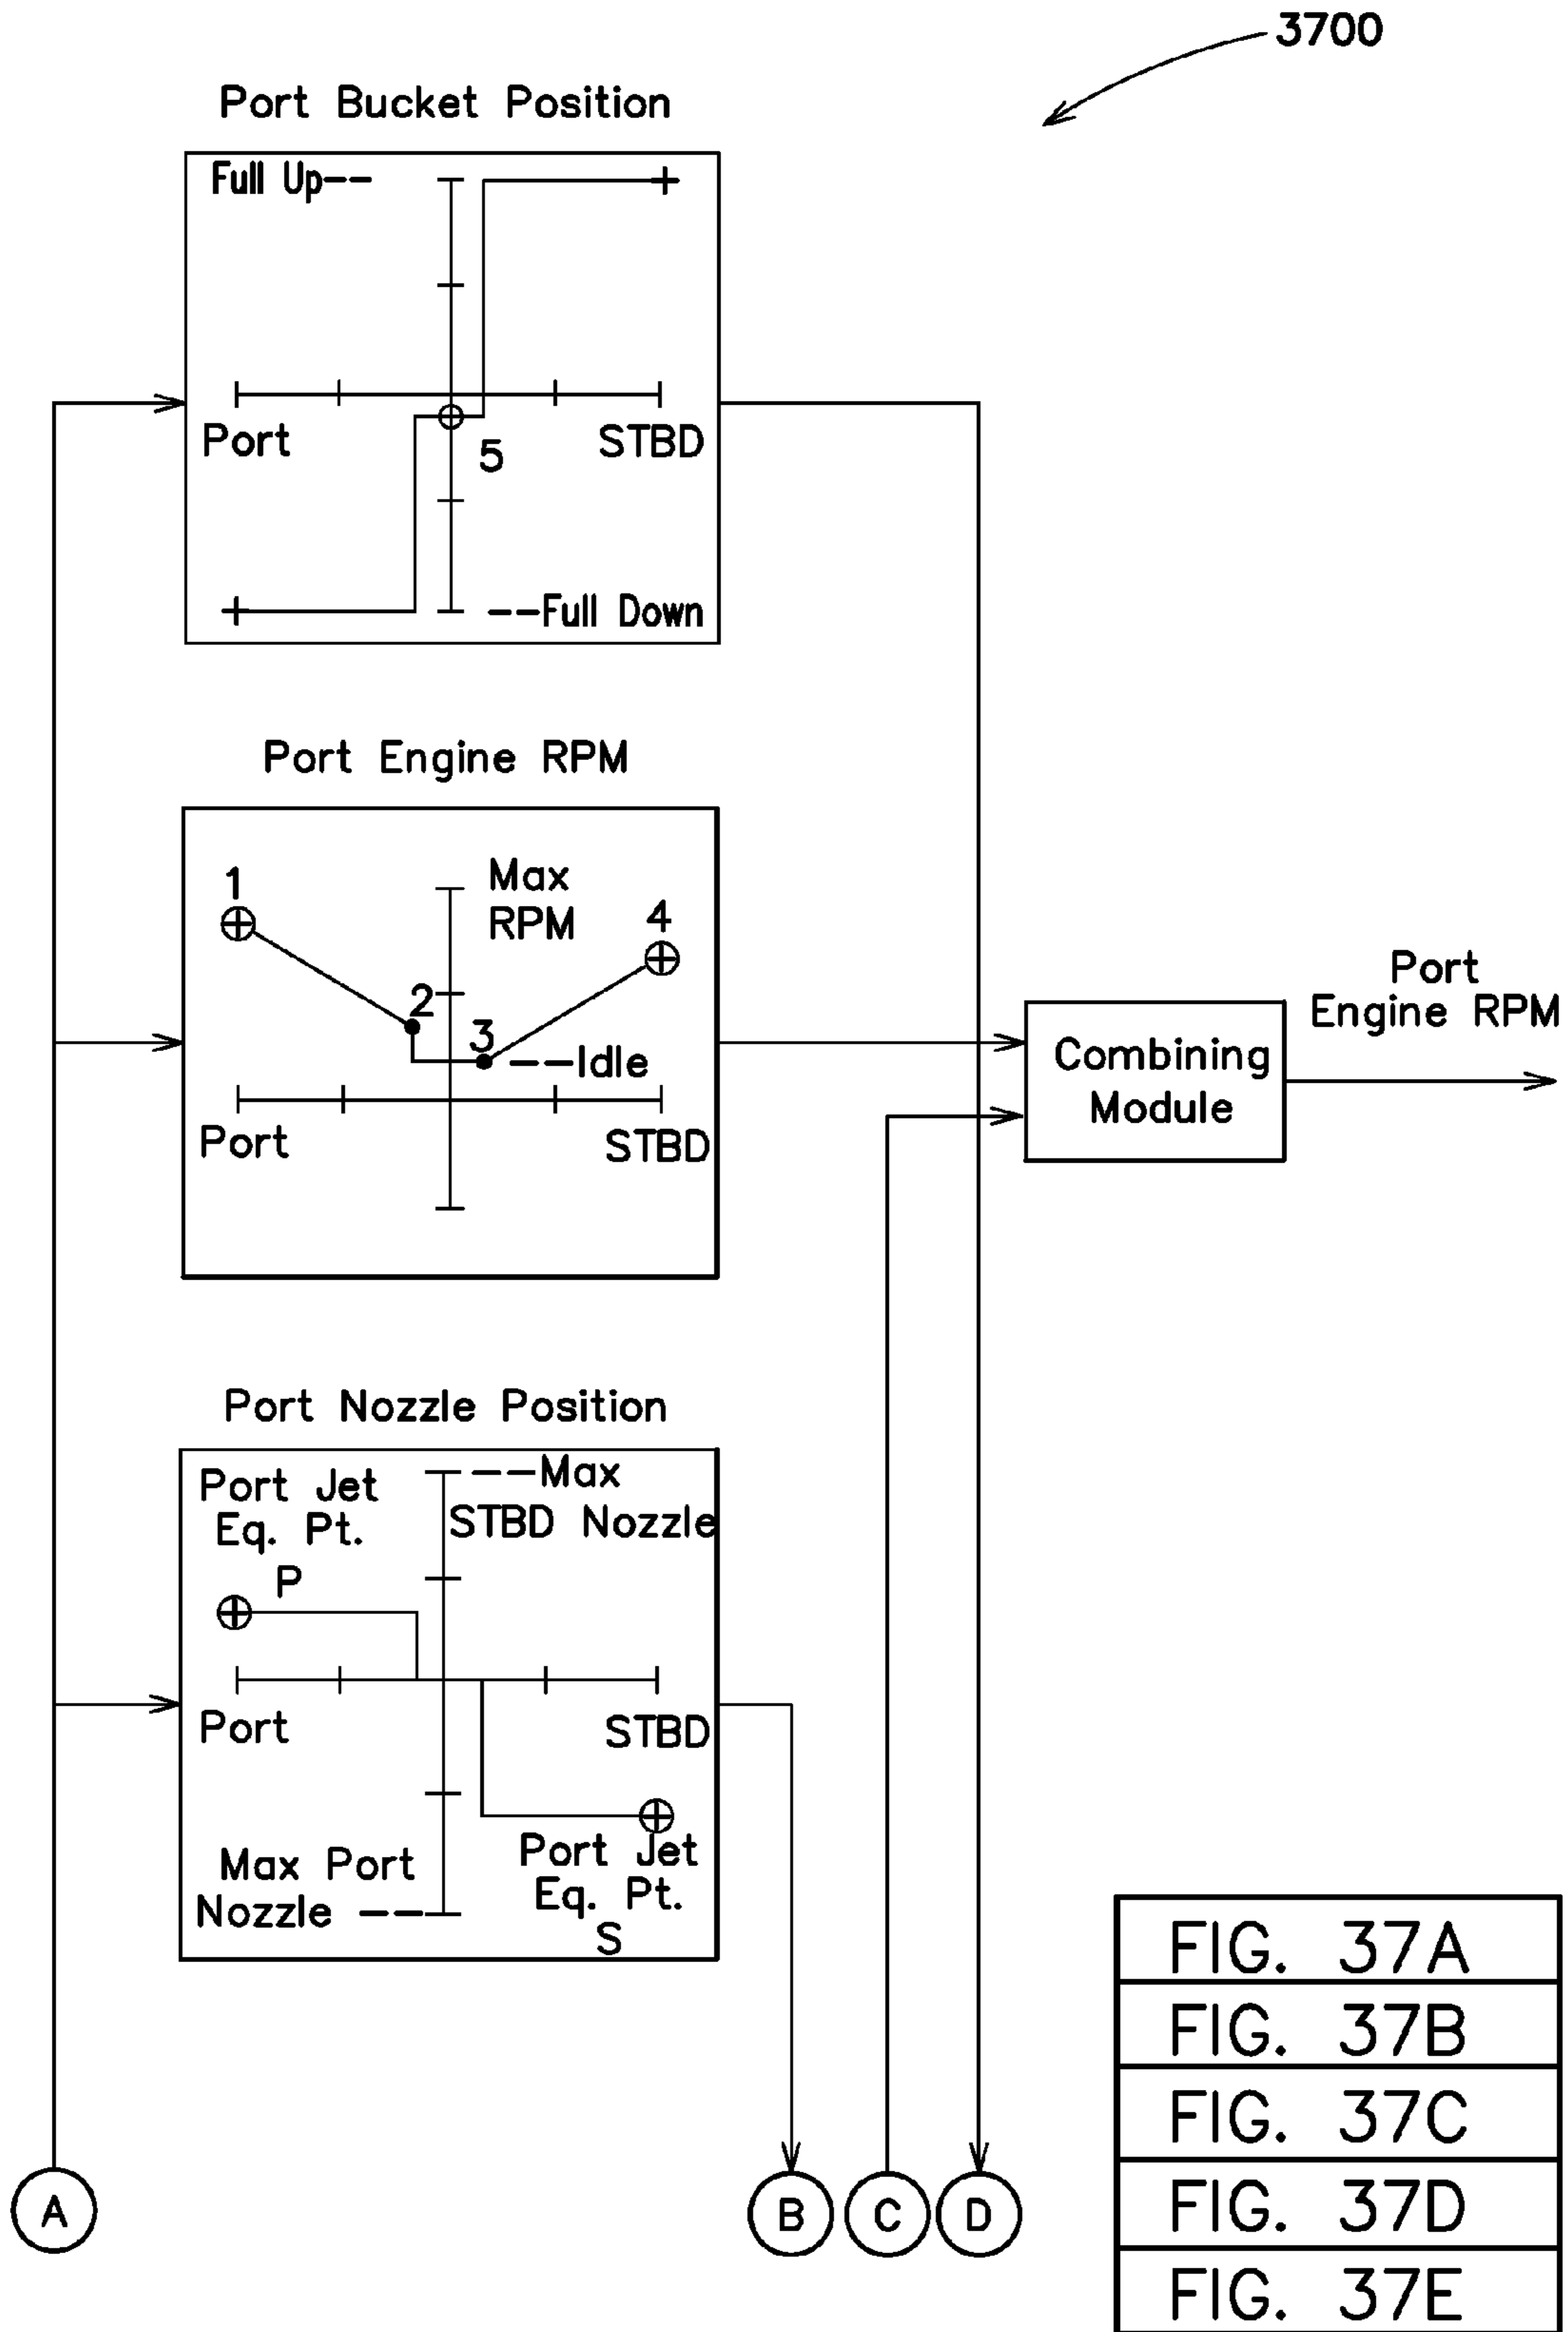 3700
Port Bucket Position
Full Up--
Port
5
STBD
--Full Down
Port Engine RPM
1
Max
RPM
4
2
3
--Idle
Port
STBD
Port
Engine RPM
Combining
Module
Port Nozzle Position
Port Jet
Eq. Pt.
P
--Max
STBD Nozzle
Port
STBD
Max Port
Nozzle --
Port Jet
Eq. Pt.
S
A
B
C
D
FIG. 37A
FIG. 37B
FIG. 37C
FIG. 37D
FIG. 37E